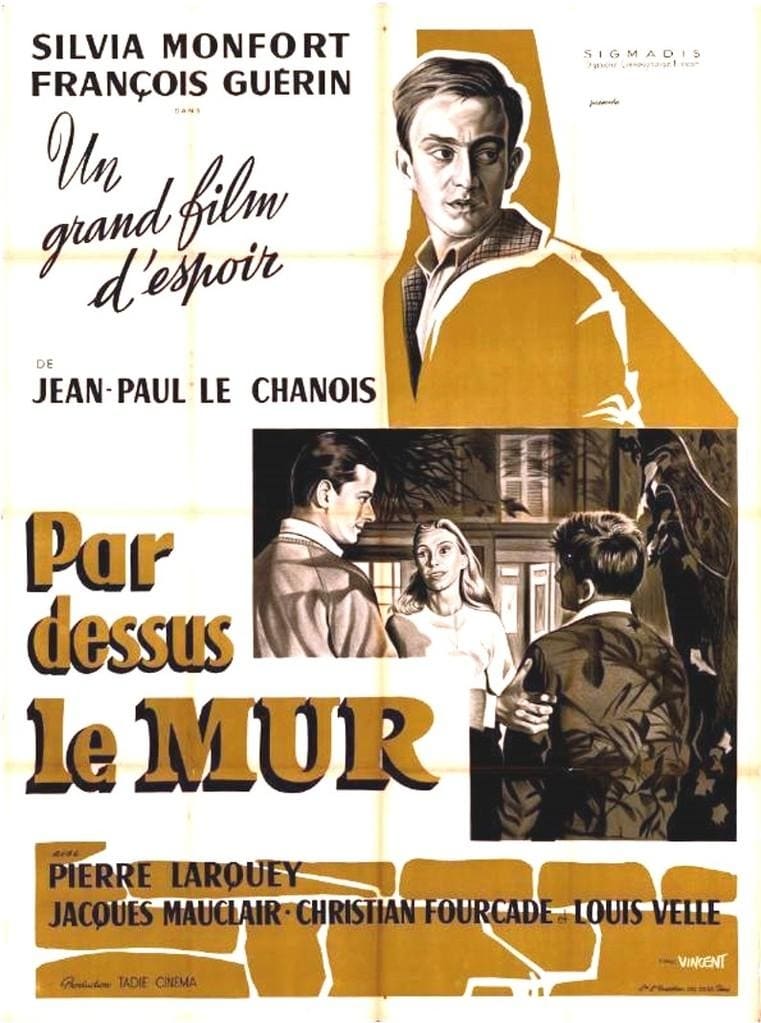 SILVIA MONFORT
FRANÇOIS GUÉRIN
DANS
Un
grand film
d'espoir
SIGMADIS
présente
DE
JEAN-PAUL LE CHANOIS
Par
dessus
le MUR
avec
PIERRE LARQUEY
JACQUES MAUCLAIR · CHRISTIAN FOURCADE et LOUIS VELLE
VINCENT
Production TADIE CINEMA